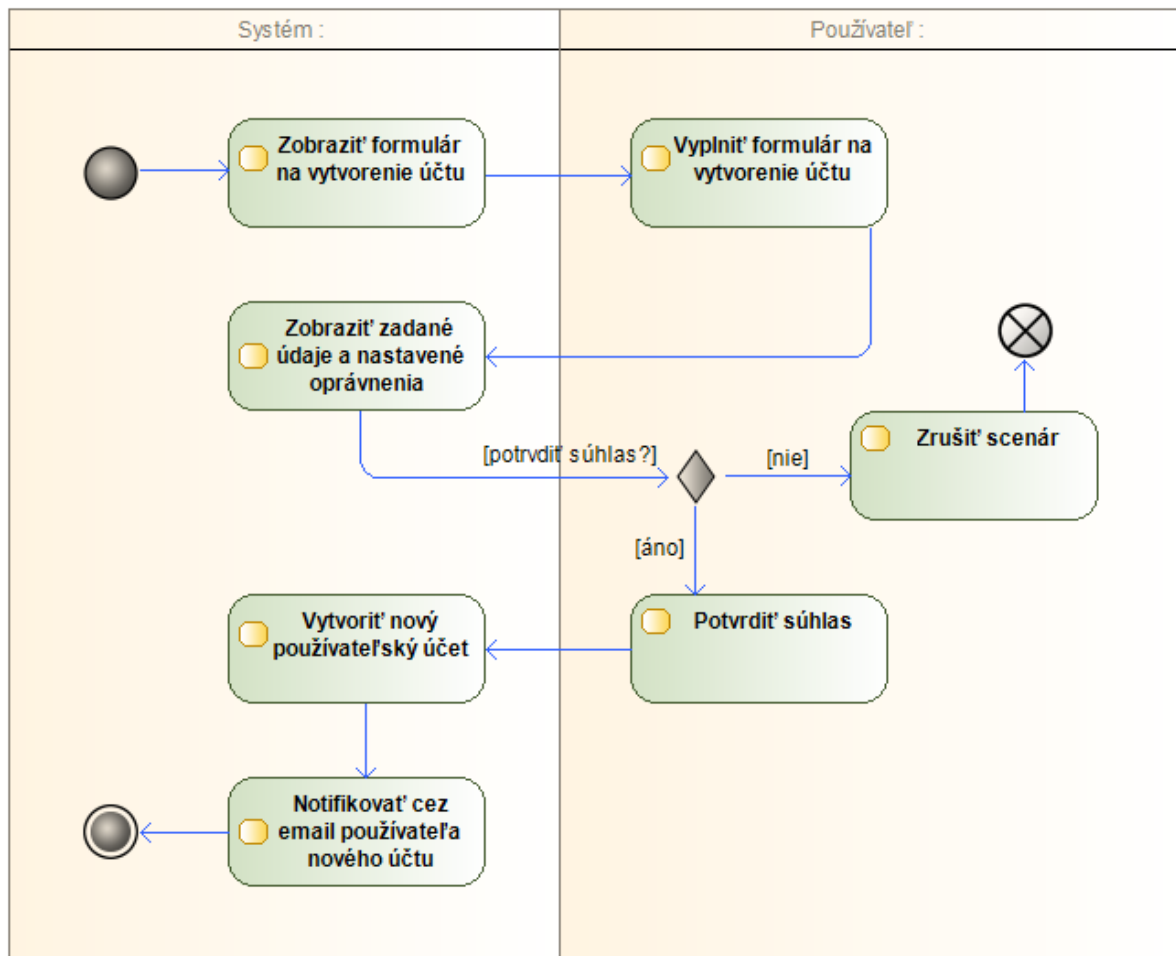 Systém :
Používateľ :
Zobraziť formulár
na vytvorenie účtu
Vyplniť formulár na
vytvorenie účtu
Zobraziť zadané
údaje a nastavené
oprávnenia
Zrušiť scenár
[potrvdiť súhlas?]
[nie]
[áno]
Vytvoriť nový
používateľský účet
Potvrdiť súhlas
Notifikovať cez
email používateľa
nového účtu